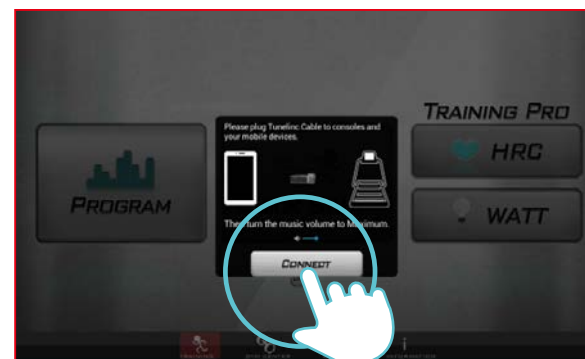 TRAINING PRO
Please plug Tunelinc Cable to consoles and
your mobile devices.
HRC
PROGRAM
Then turn the music volume to Maximum.
WATT
CONNECT
TRAINING